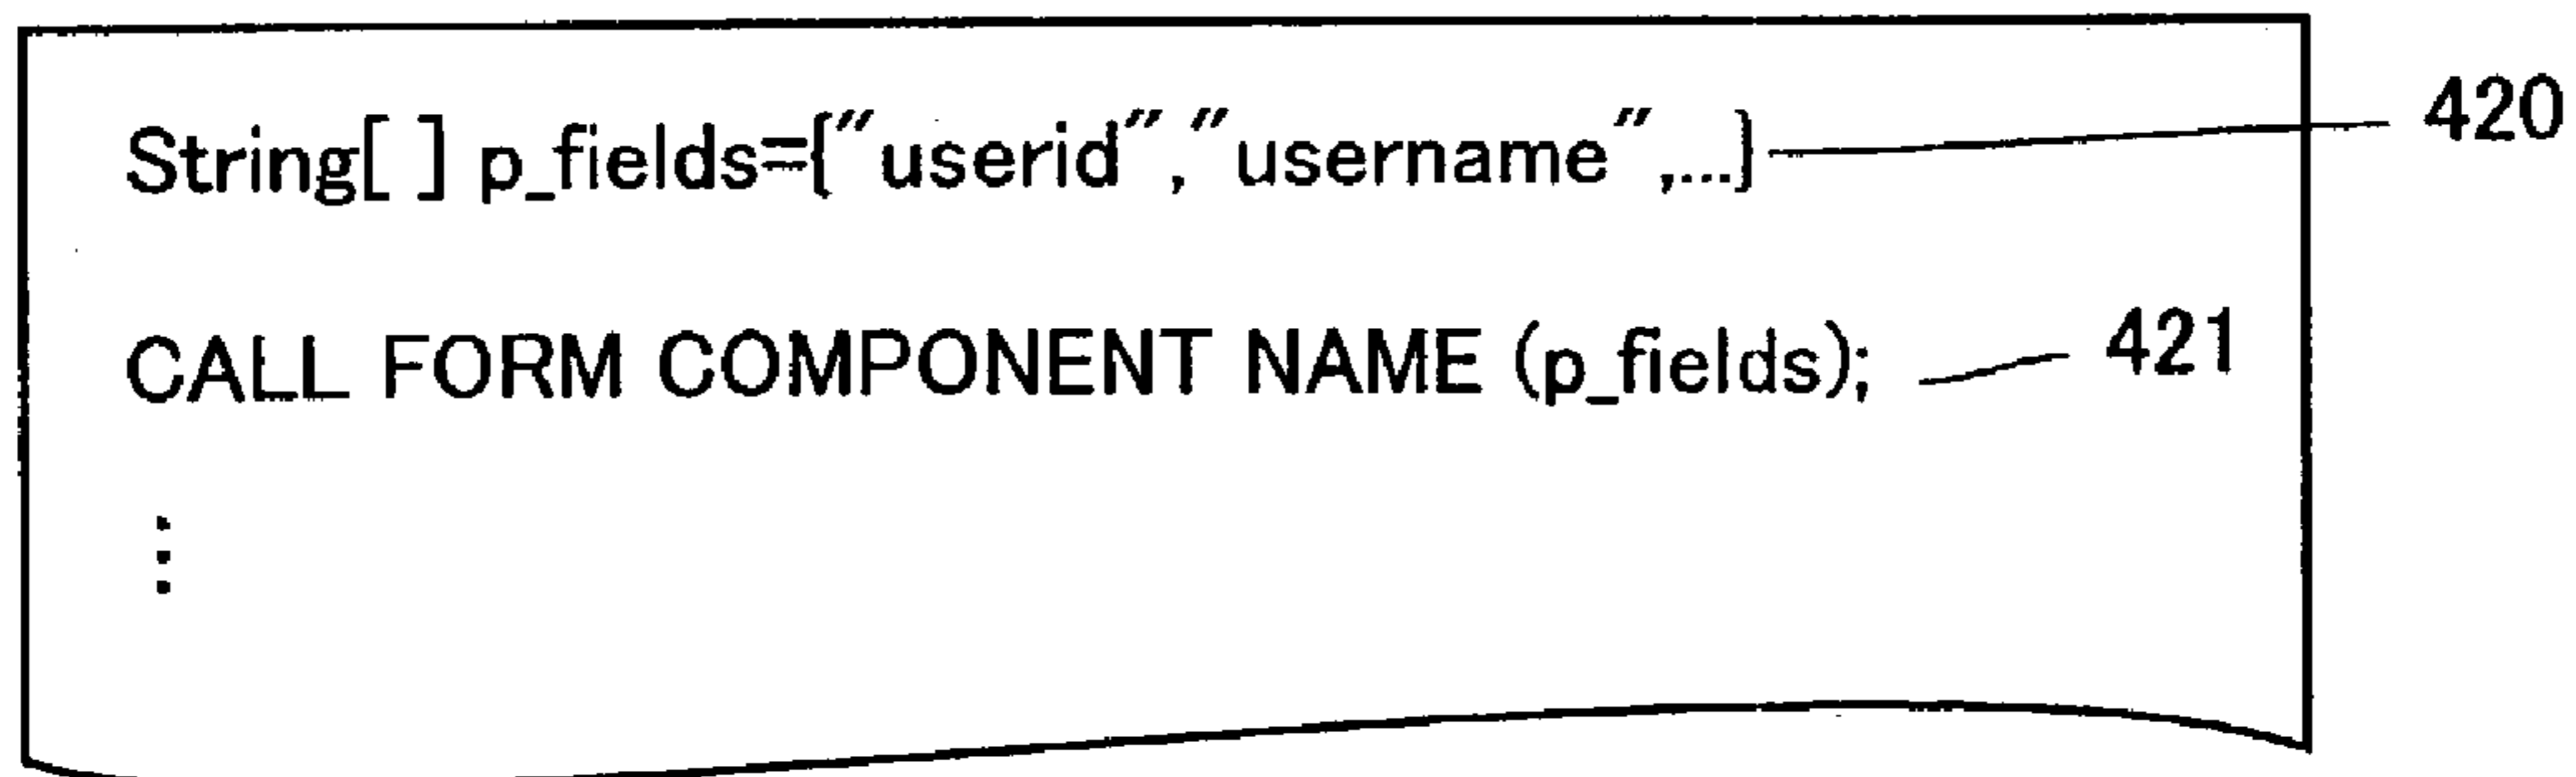 String[ ] p_fields={"userid","username",...} 420
CALL FORM COMPONENT NAME (p_fields); 421
⋮